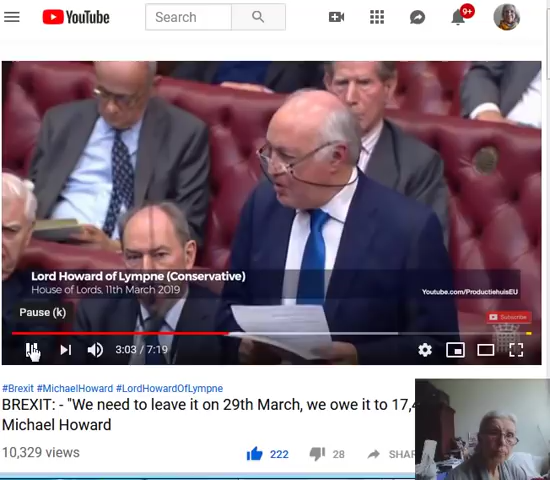 YouTube
Search
9+
Lord Howard of Lympne (Conservative)
House of Lords, 11th March 2019
Youtube.com/ProductiehuisEU
Pause (k)
Subscribe
3:03 / 7:19
#Brexit #MichaelHoward #LordHowardOfLympne
BREXIT: - "We need to leave it on 29th March, we owe it to 17,4
Michael Howard
10,329 views
222
28
SHAR